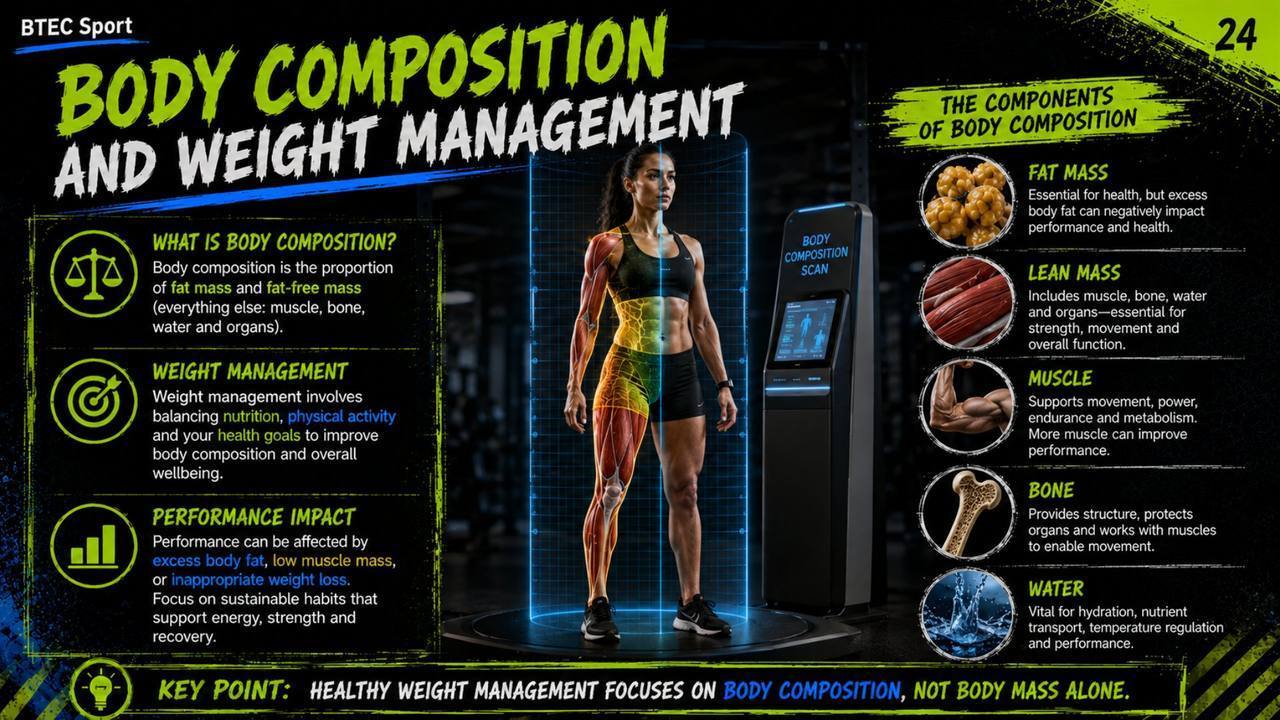 BTEC Sport
24
BODY COMPOSITION
AND WEIGHT MANAGEMENT
WHAT IS BODY COMPOSITION?
Body composition is the proportion
of fat mass and fat-free mass
(everything else: muscle, bone,
water and organs).
WEIGHT MANAGEMENT
Weight management involves
balancing nutrition, physical activity
and your health goals to improve
body composition and overall
wellbeing.
PERFORMANCE IMPACT
Performance can be affected by
excess body fat, low muscle mass,
or inappropriate weight loss.
Focus on sustainable habits that
support energy, strength and
recovery.
BODY
COMPOSITION
SCAN
THE COMPONENTS
OF BODY COMPOSITION
FAT MASS
Essential for health, but excess
body fat can negatively impact
performance and health.
LEAN MASS
Includes muscle, bone, water
and organs—essential for
strength, movement and
overall function.
MUSCLE
Supports movement, power,
endurance and metabolism.
More muscle can improve
performance.
BONE
Provides structure, protects
organs and works with muscles
to enable movement.
WATER
Vital for hydration, nutrient
transport, temperature regulation
and performance.
KEY POINT: HEALTHY WEIGHT MANAGEMENT FOCUSES ON BODY COMPOSITION, NOT BODY MASS ALONE.